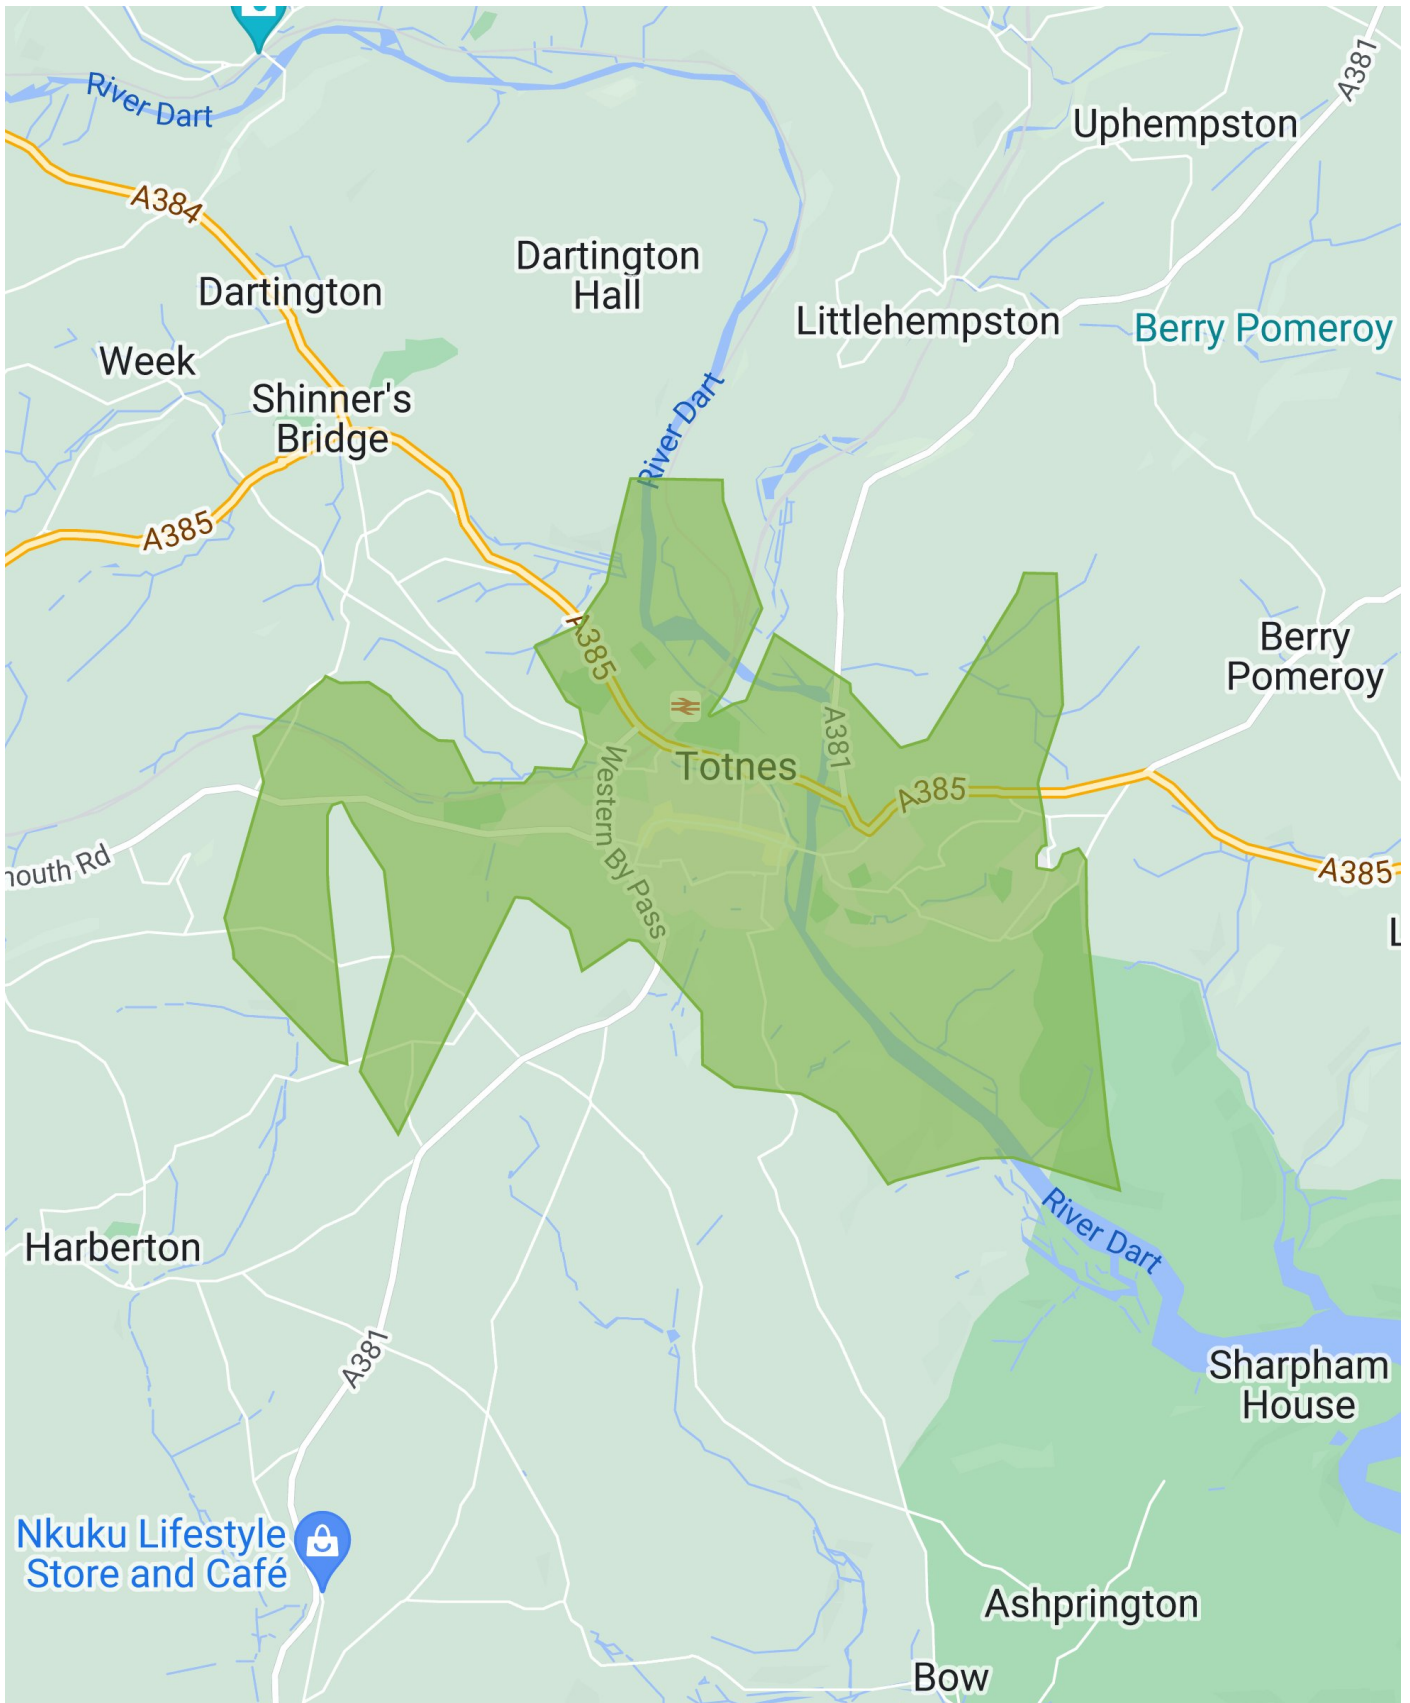 River Dart
A381
Uphempston
A384
Dartington
Hall
Dartington
Littlehempston
Berry Pomeroy
Week
Shinner's
Bridge
River Dart
A385
A385
Berry
Pomeroy
A381
Totnes
Western By Pass
A385
mouth Rd
A385
L
River Dart
Harberton
A381
Sharpham
House
Nkuku Lifestyle
Store and Café
Ashprington
Bow